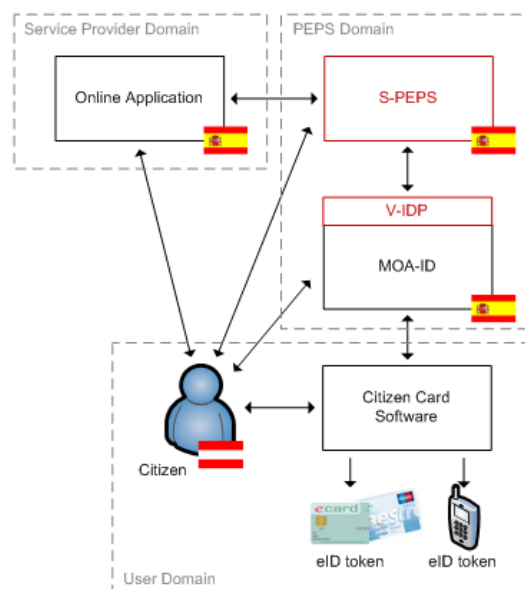 Service Provider Domain
PEPS Domain
Online Application
S-PEPS
V-IDP
MOA-ID
Citizen Card
Software
Citizen
ecard
eID token
eID token
User Domain